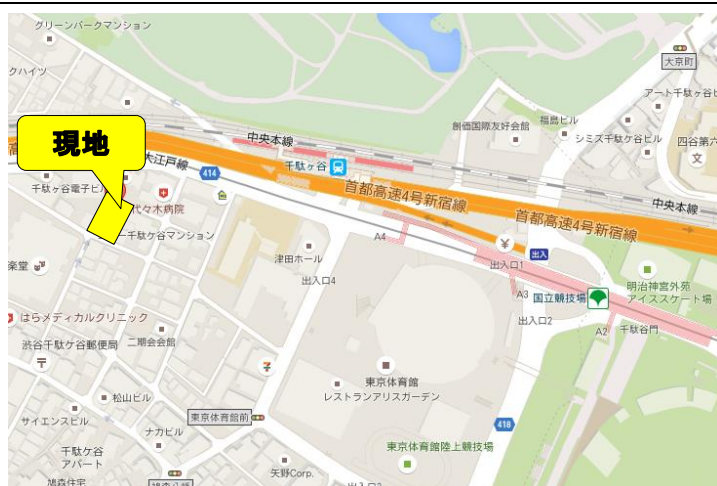 グリーンパークマンション
クハイツ
大京町
アート千駄ヶ谷ビ
福島ビル
創価国際友好会館
シミズ千駄ケ谷ビル
四谷第六
文
現地
中央本線
大江戸線
414
千駄ヶ谷
首都高速4号新宿線
首都高速4号新宿線
中央本線
千駄ヶ谷電子ビ
代々木病院
千駄ケ谷マンション
津田ホール
出入口4
A4
¥
出入
出入口1
楽堂
A3
国立競技場
出入口2
明治神宮外苑
アイススケート場
A2
千駄谷門
はらメディカルクリニック
渋谷千駄ケ谷郵便局
二期会会館
〒
東京体育館
レストランアリスガーデン
松山ビル
東京体育館前
418
サイエンスビル
ナカビル
千駄ケ谷
アパート
東京体育館陸上競技場
矢野Corp.
鳩森住宅